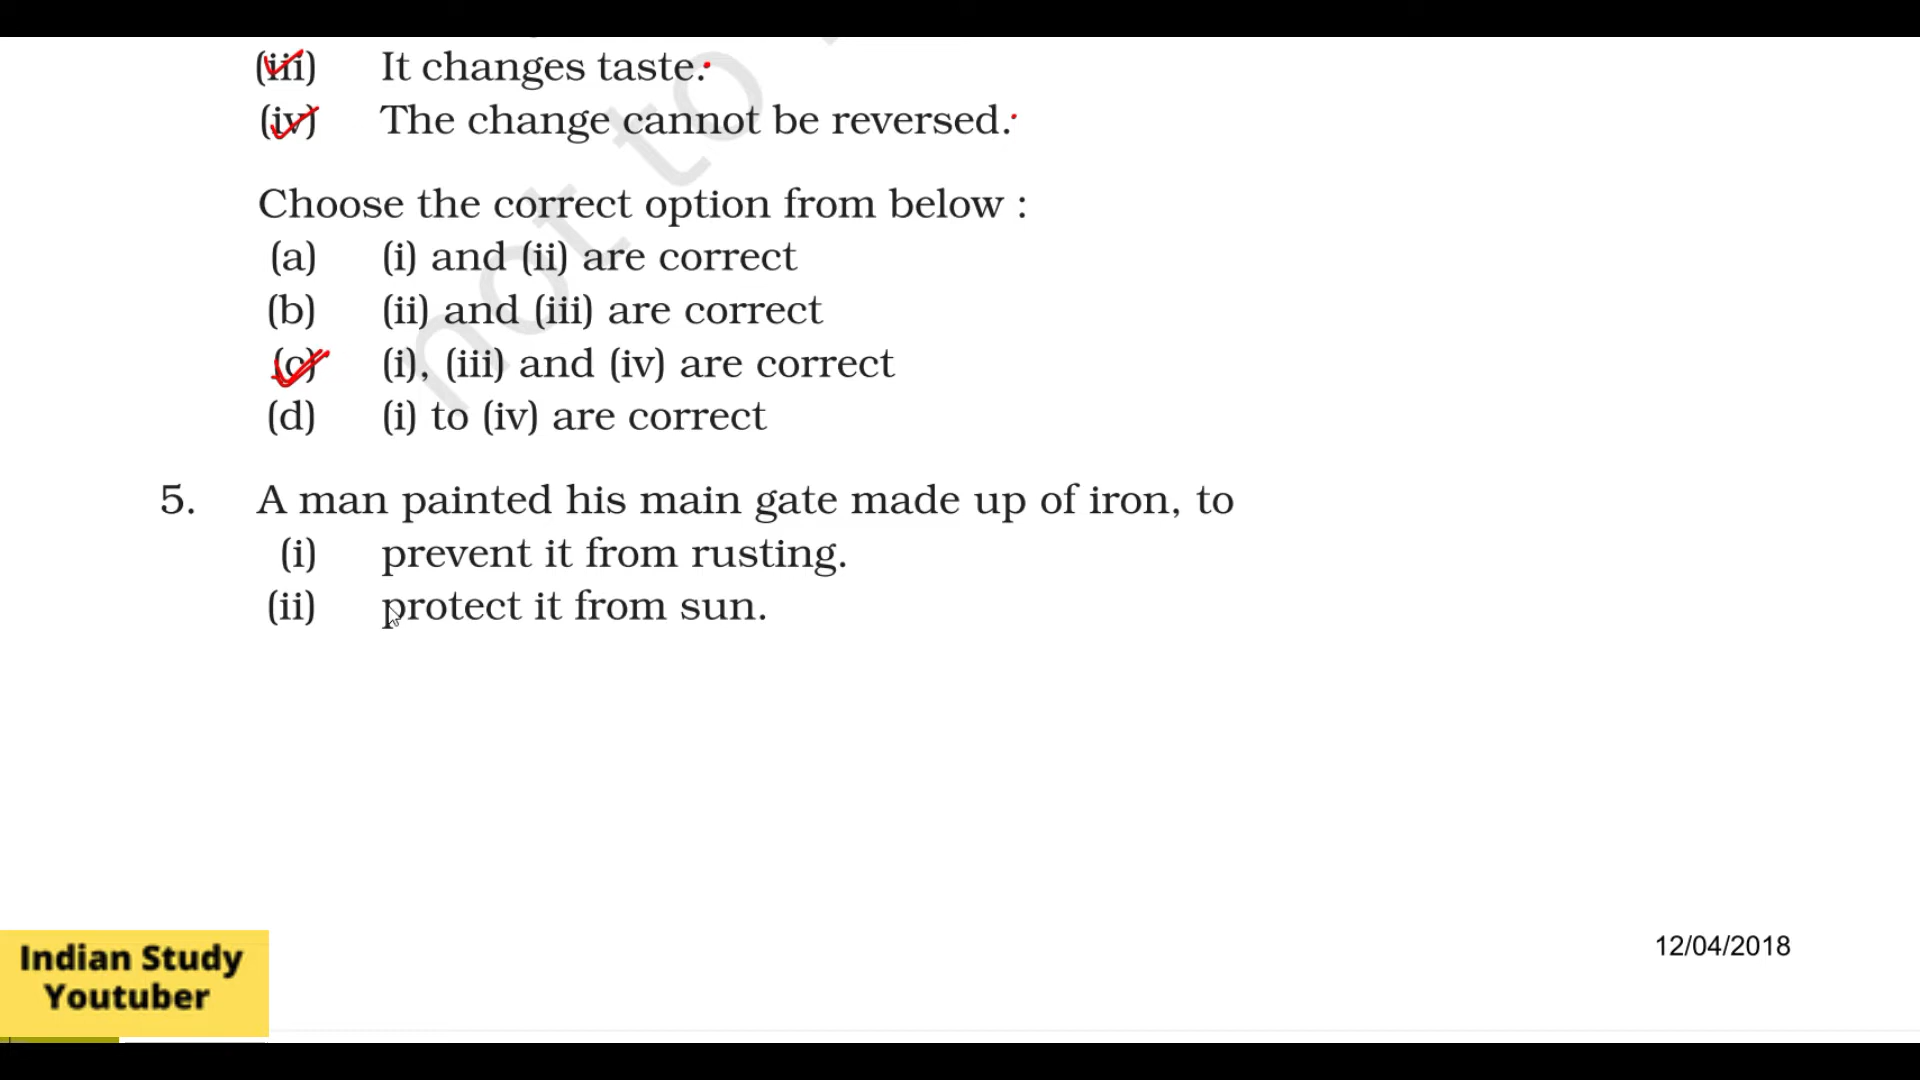 (iii) It changes taste.
(iv) The change cannot be reversed.
Choose the correct option from below :
(a) (i) and (ii) are correct
(b) (ii) and (iii) are correct
(c) (i), (iii) and (iv) are correct
(d) (i) to (iv) are correct
5. A man painted his main gate made up of iron, to
(i) prevent it from rusting.
(ii) protect it from sun.
not to
12/04/2018
Indian Study
Youtuber